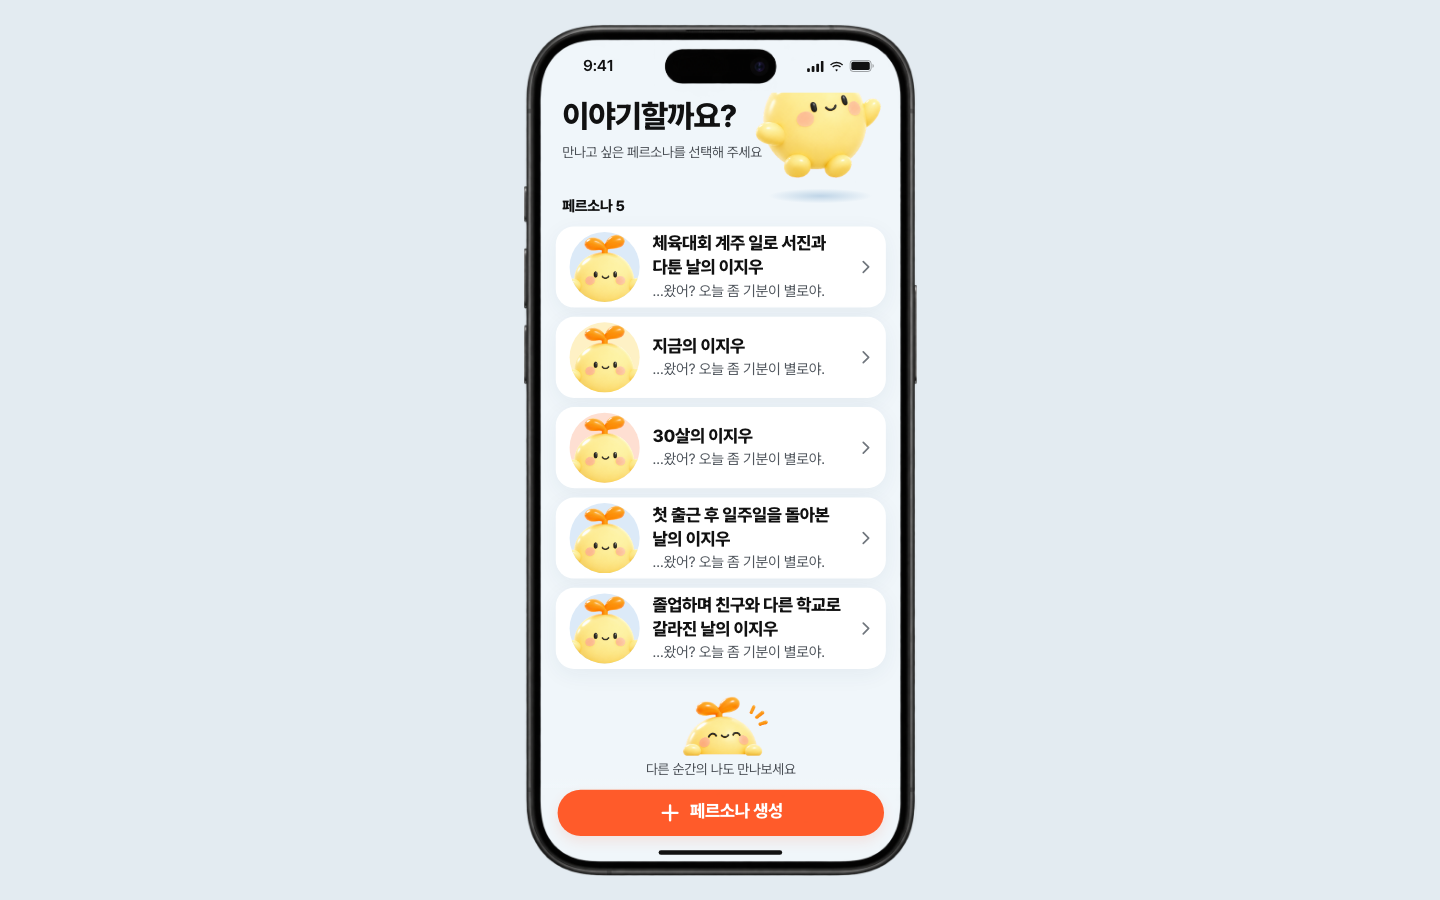 9:41
이야기할까요?
만나고 싶은 페르소나를 선택해 주세요
페르소나 5
체육대회 계주 일로 서진과
다툰 날의 이지우
...왔어? 오늘 좀 기분이 별로야.
지금의 이지우
...왔어? 오늘 좀 기분이 별로야.
30살의 이지우
...왔어? 오늘 좀 기분이 별로야.
첫 출근 후 일주일을 돌아본
날의 이지우
...왔어? 오늘 좀 기분이 별로야.
졸업하며 친구와 다른 학교로
갈라진 날의 이지우
...왔어? 오늘 좀 기분이 별로야.
다른 순간의 나도 만나보세요
페르소나 생성